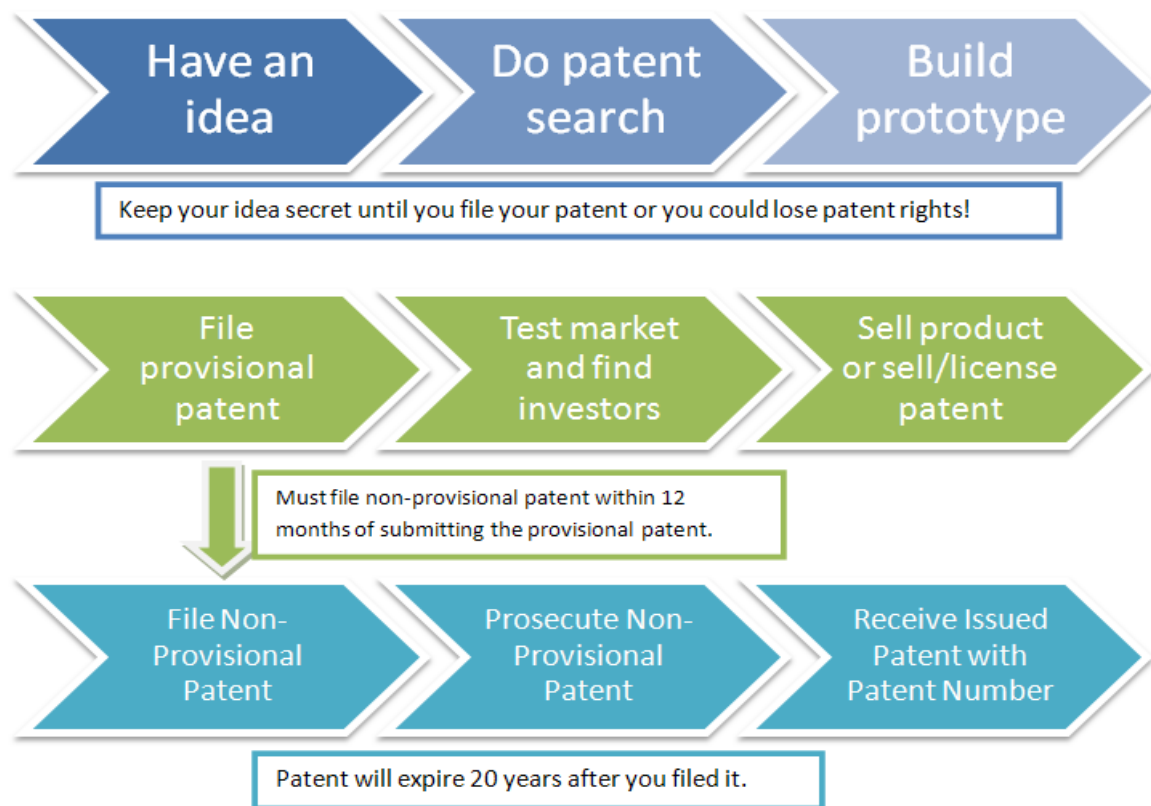 Have an
idea
Do patent
search
Build
prototype
Keep your idea secret until you file your patent or you could lose patent rights!
File
provisional
patent
Test market
and find
investors
Sell product
or sell/license
patent
Must file non-provisional patent within 12
months of submitting the provisional patent.
File Non-
Provisional
Patent
Prosecute Non-
Provisional
Patent
Receive Issued
Patent with
Patent Number
Patent will expire 20 years after you filed it.